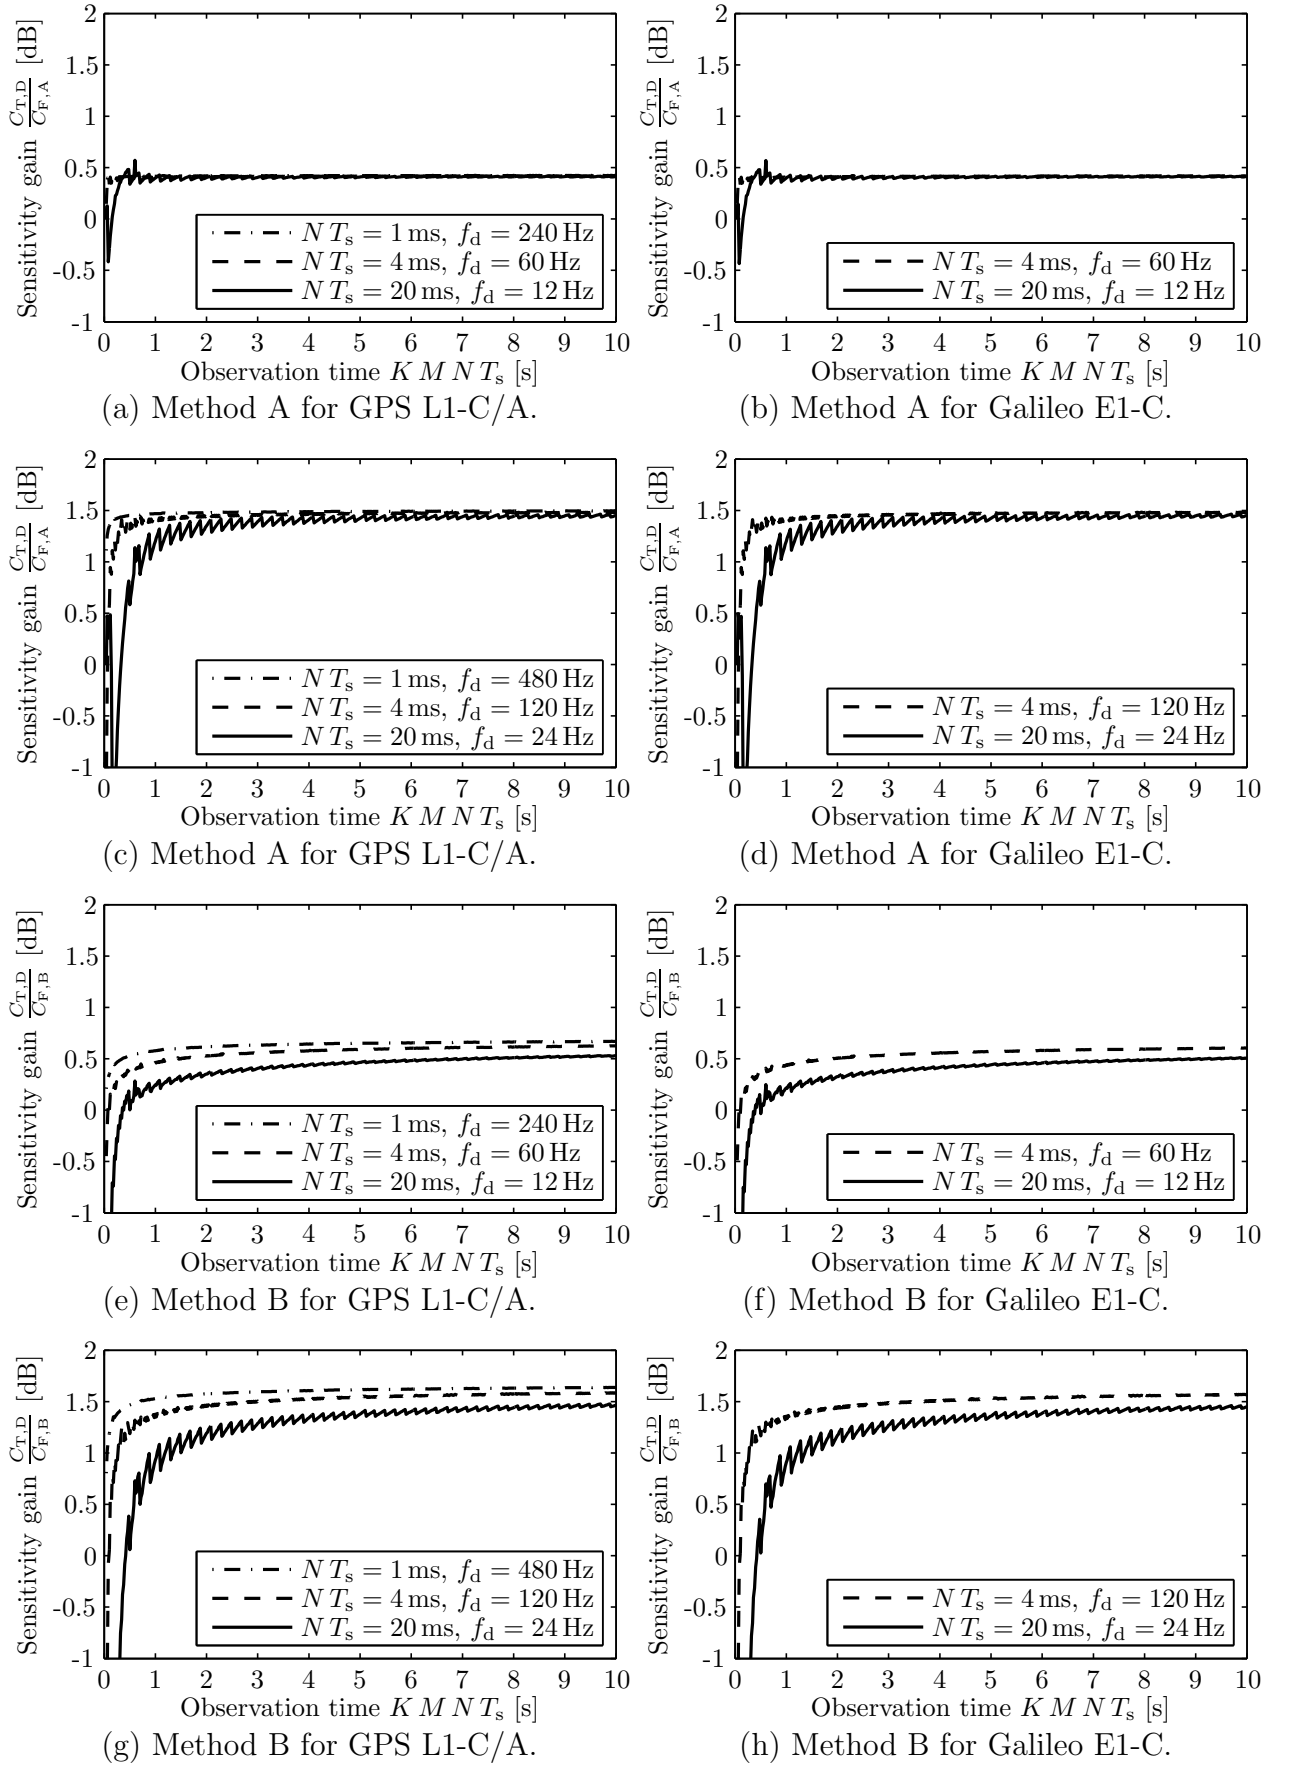 2
1.5
1
0.5
0
-0.5
-1
Sensitivity gain C_T,D / C_F,A [dB]
N T_s = 1 ms, f_d = 240 Hz
N T_s = 4 ms, f_d = 60 Hz
N T_s = 20 ms, f_d = 12 Hz
0 1 2 3 4 5 6 7 8 9 10
Observation time K M N T_s [s]
(a) Method A for GPS L1-C/A.
2
1.5
1
0.5
0
-0.5
-1
Sensitivity gain C_T,D / C_F,A [dB]
N T_s = 4 ms, f_d = 60 Hz
N T_s = 20 ms, f_d = 12 Hz
0 1 2 3 4 5 6 7 8 9 10
Observation time K M N T_s [s]
(b) Method A for Galileo E1-C.
2
1.5
1
0.5
0
-0.5
-1
Sensitivity gain C_T,D / C_F,A [dB]
N T_s = 1 ms, f_d = 480 Hz
N T_s = 4 ms, f_d = 120 Hz
N T_s = 20 ms, f_d = 24 Hz
0 1 2 3 4 5 6 7 8 9 10
Observation time K M N T_s [s]
(c) Method A for GPS L1-C/A.
2
1.5
1
0.5
0
-0.5
-1
Sensitivity gain C_T,D / C_F,A [dB]
N T_s = 4 ms, f_d = 120 Hz
N T_s = 20 ms, f_d = 24 Hz
0 1 2 3 4 5 6 7 8 9 10
Observation time K M N T_s [s]
(d) Method A for Galileo E1-C.
2
1.5
1
0.5
0
-0.5
-1
Sensitivity gain C_T,D / C_F,B [dB]
N T_s = 1 ms, f_d = 240 Hz
N T_s = 4 ms, f_d = 60 Hz
N T_s = 20 ms, f_d = 12 Hz
0 1 2 3 4 5 6 7 8 9 10
Observation time K M N T_s [s]
(e) Method B for GPS L1-C/A.
2
1.5
1
0.5
0
-0.5
-1
Sensitivity gain C_T,D / C_F,B [dB]
N T_s = 4 ms, f_d = 60 Hz
N T_s = 20 ms, f_d = 12 Hz
0 1 2 3 4 5 6 7 8 9 10
Observation time K M N T_s [s]
(f) Method B for Galileo E1-C.
2
1.5
1
0.5
0
-0.5
-1
Sensitivity gain C_T,D / C_F,B [dB]
N T_s = 1 ms, f_d = 480 Hz
N T_s = 4 ms, f_d = 120 Hz
N T_s = 20 ms, f_d = 24 Hz
0 1 2 3 4 5 6 7 8 9 10
Observation time K M N T_s [s]
(g) Method B for GPS L1-C/A.
2
1.5
1
0.5
0
-0.5
-1
Sensitivity gain C_T,D / C_F,B [dB]
N T_s = 4 ms, f_d = 120 Hz
N T_s = 20 ms, f_d = 24 Hz
0 1 2 3 4 5 6 7 8 9 10
Observation time K M N T_s [s]
(h) Method B for Galileo E1-C.